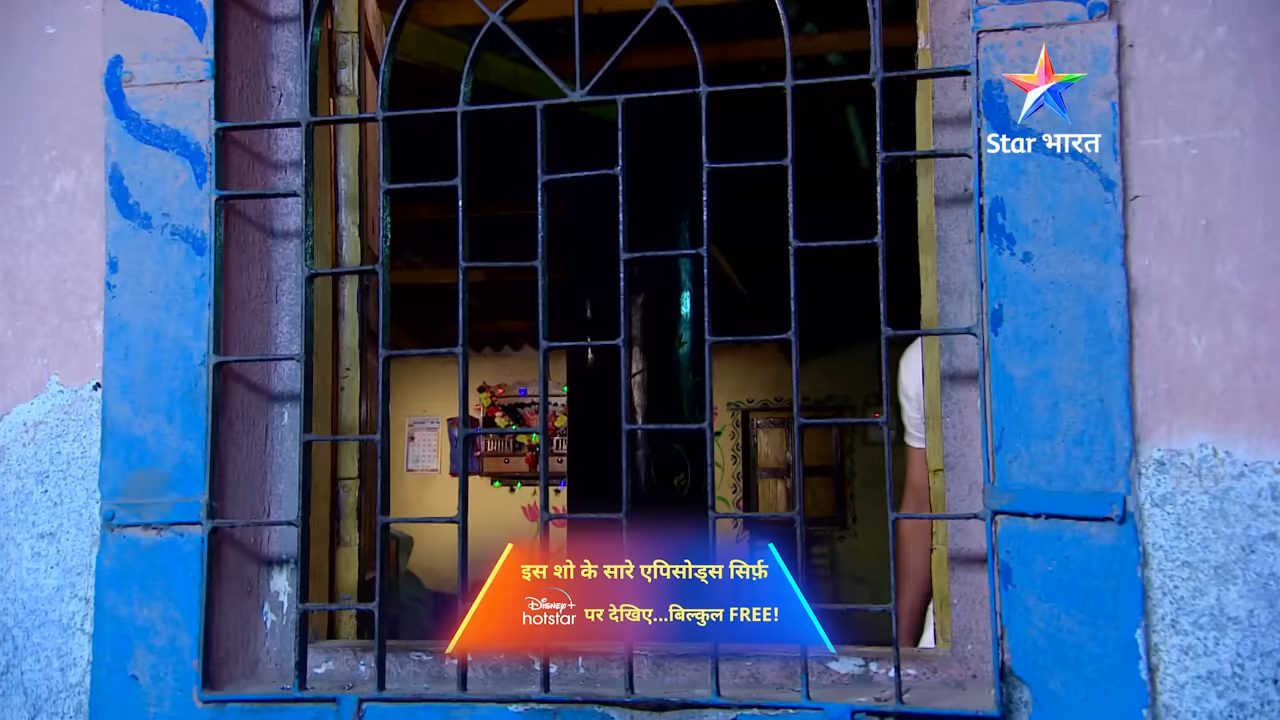 Star भारत
इस शो के सारे एपिसोड्स सिर्फ़
Disney+ hotstar पर देखिए...बिल्कुल FREE!